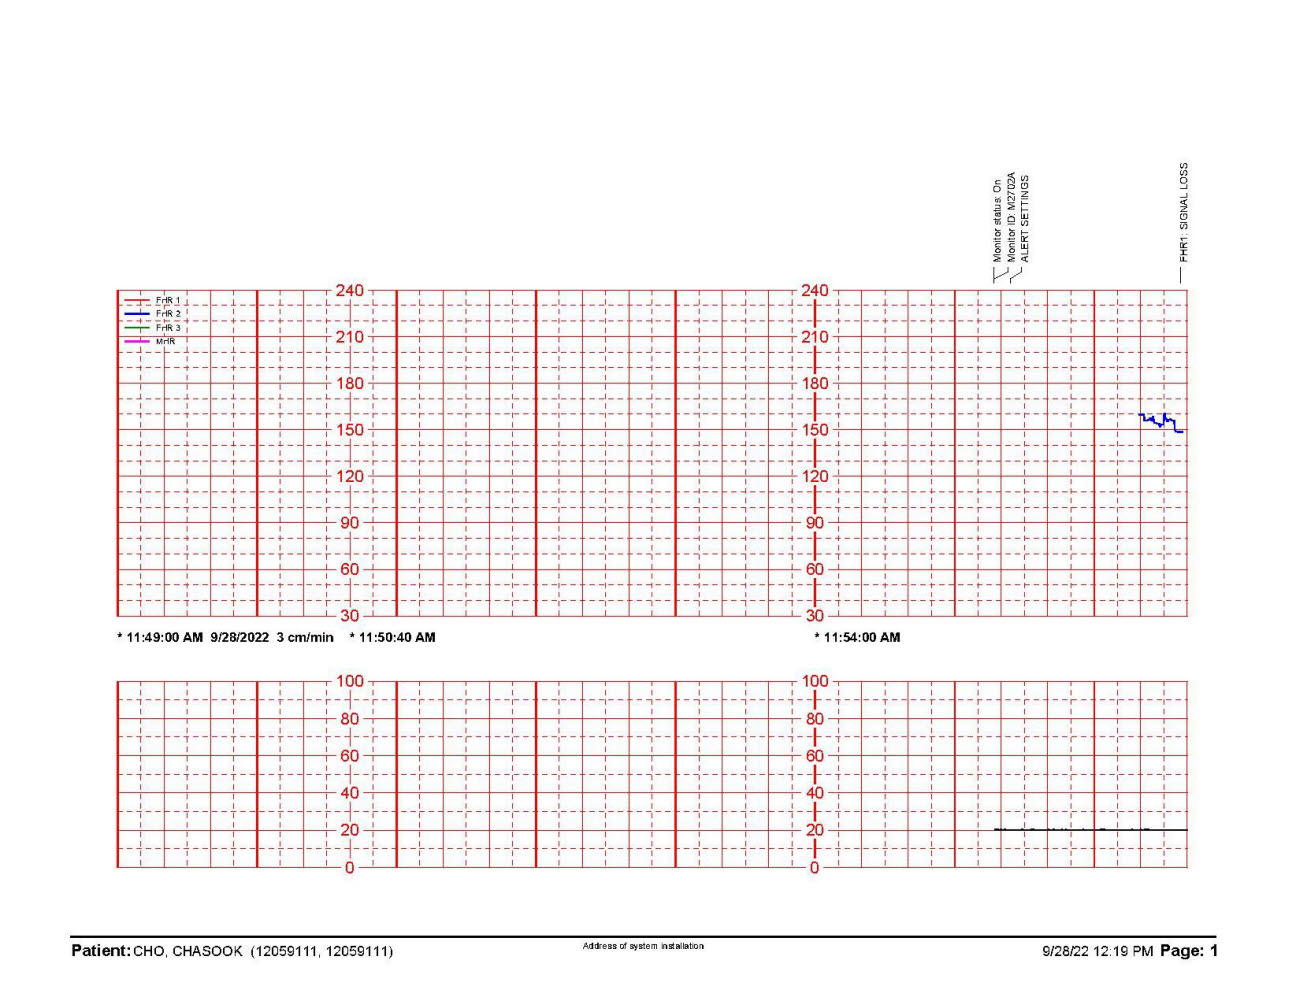 Monitor status: On
Monitor ID: M2702A
ALERT SETTINGS
FHR1: SIGNAL LOSS
240 240
FHR 1
FHR 2
FHR 3
MHR
210 210
180 180
150 150
120 120
90 90
60 60
30 30
* 11:49:00 AM 9/28/2022 3 cm/min * 11:50:40 AM * 11:54:00 AM
100 100
80 80
60 60
40 40
20 20
0 0
Patient: CHO, CHASOOK (12059111, 12059111) Address of system installation 9/28/22 12:19 PM Page: 1